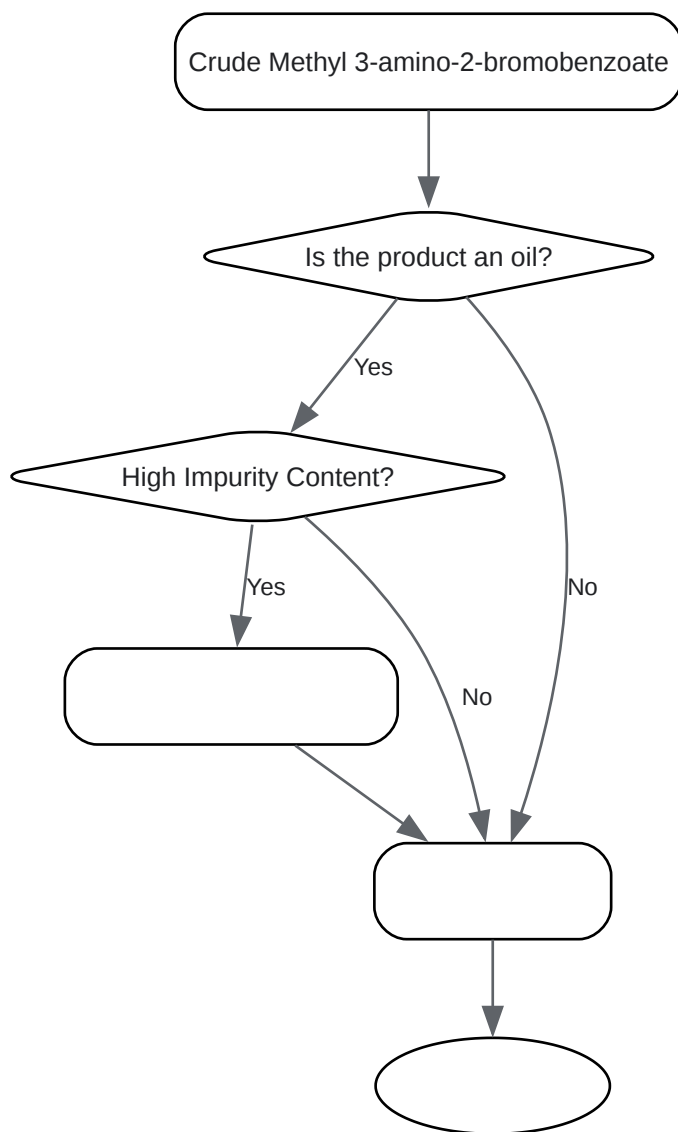 Crude Methyl 3-amino-2-bromobenzoate
Is the product an oil?
Yes
High Impurity Content?
Yes
No
No